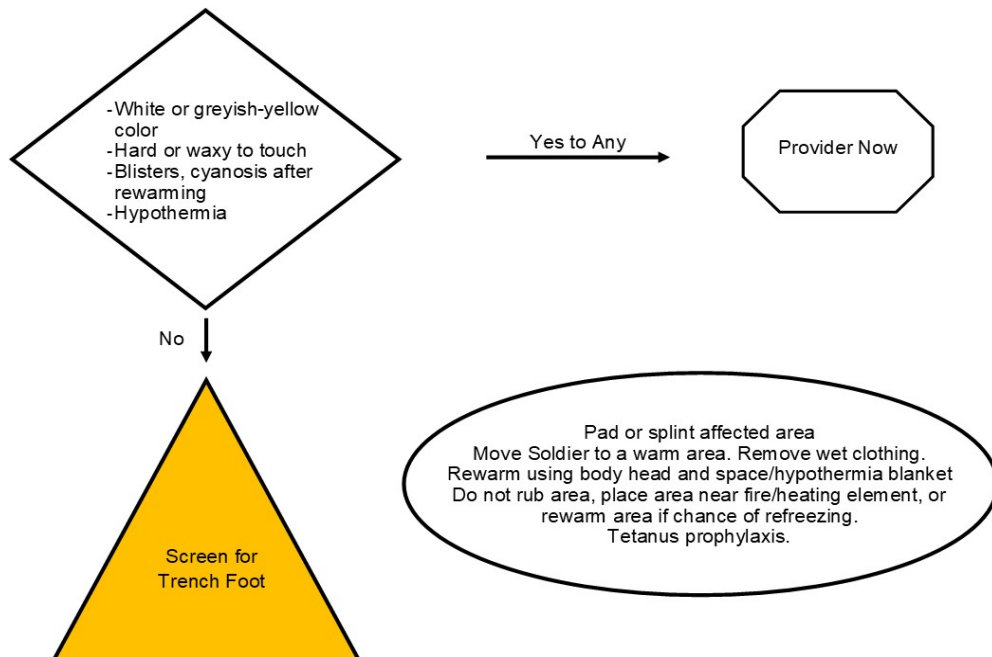 -White or greyish-yellow
color
-Hard or waxy to touch
-Blisters, cyanosis after
rewarming
-Hypothermia
Yes to Any
Provider Now
No
Screen for
Trench Foot
Pad or splint affected area
Move Soldier to a warm area. Remove wet clothing.
Rewarm using body head and space/hypothermia blanket
Do not rub area, place area near fire/heating element, or
rewarm area if chance of refreezing.
Tetanus prophylaxis.